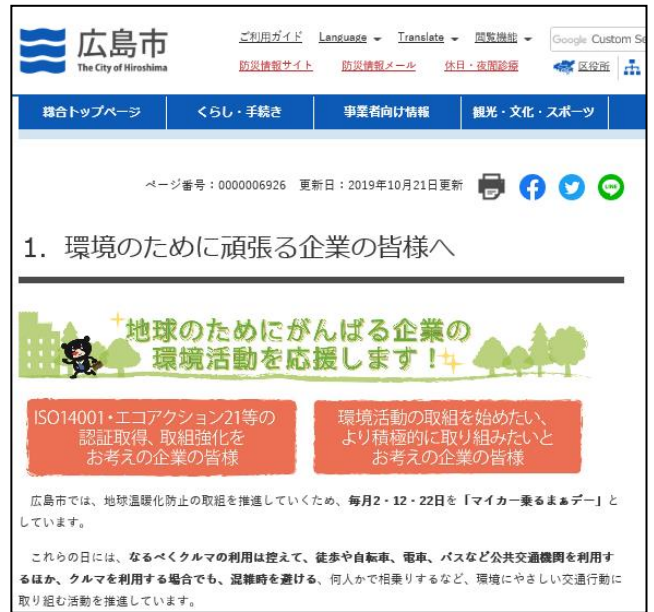 広島市
The City of Hiroshima
ご利用ガイド Language Translate 閲覧機能 Google Custom Se
防災情報サイト 防災情報メール 休日・夜間診療 区役所
総合トップページ くらし・手続き 事業者向け情報 観光・文化・スポーツ
ページ番号：0000006926 更新日：2019年10月21日更新
LINE
1. 環境のために頑張る企業の皆様へ
地球のためにがんばる企業の
環境活動を応援します！
ISO14001・エコアクション21等の
認証取得、取組強化を
お考えの企業の皆様
環境活動の取組を始めたい、
より積極的に取り組みたいと
お考えの企業の皆様
広島市では、地球温暖化防止の取組を推進していくため、毎月2・12・22日を「マイカー乗るまぁデー」と
しています。
これらの日には、なるべくクルマの利用は控えて、徒歩や自転車、電車、バスなど公共交通機関を利用す
るほか、クルマを利用する場合でも、混雑時を避ける、何人かで相乗りするなど、環境にやさしい交通行動に
取り組む活動を推進しています。